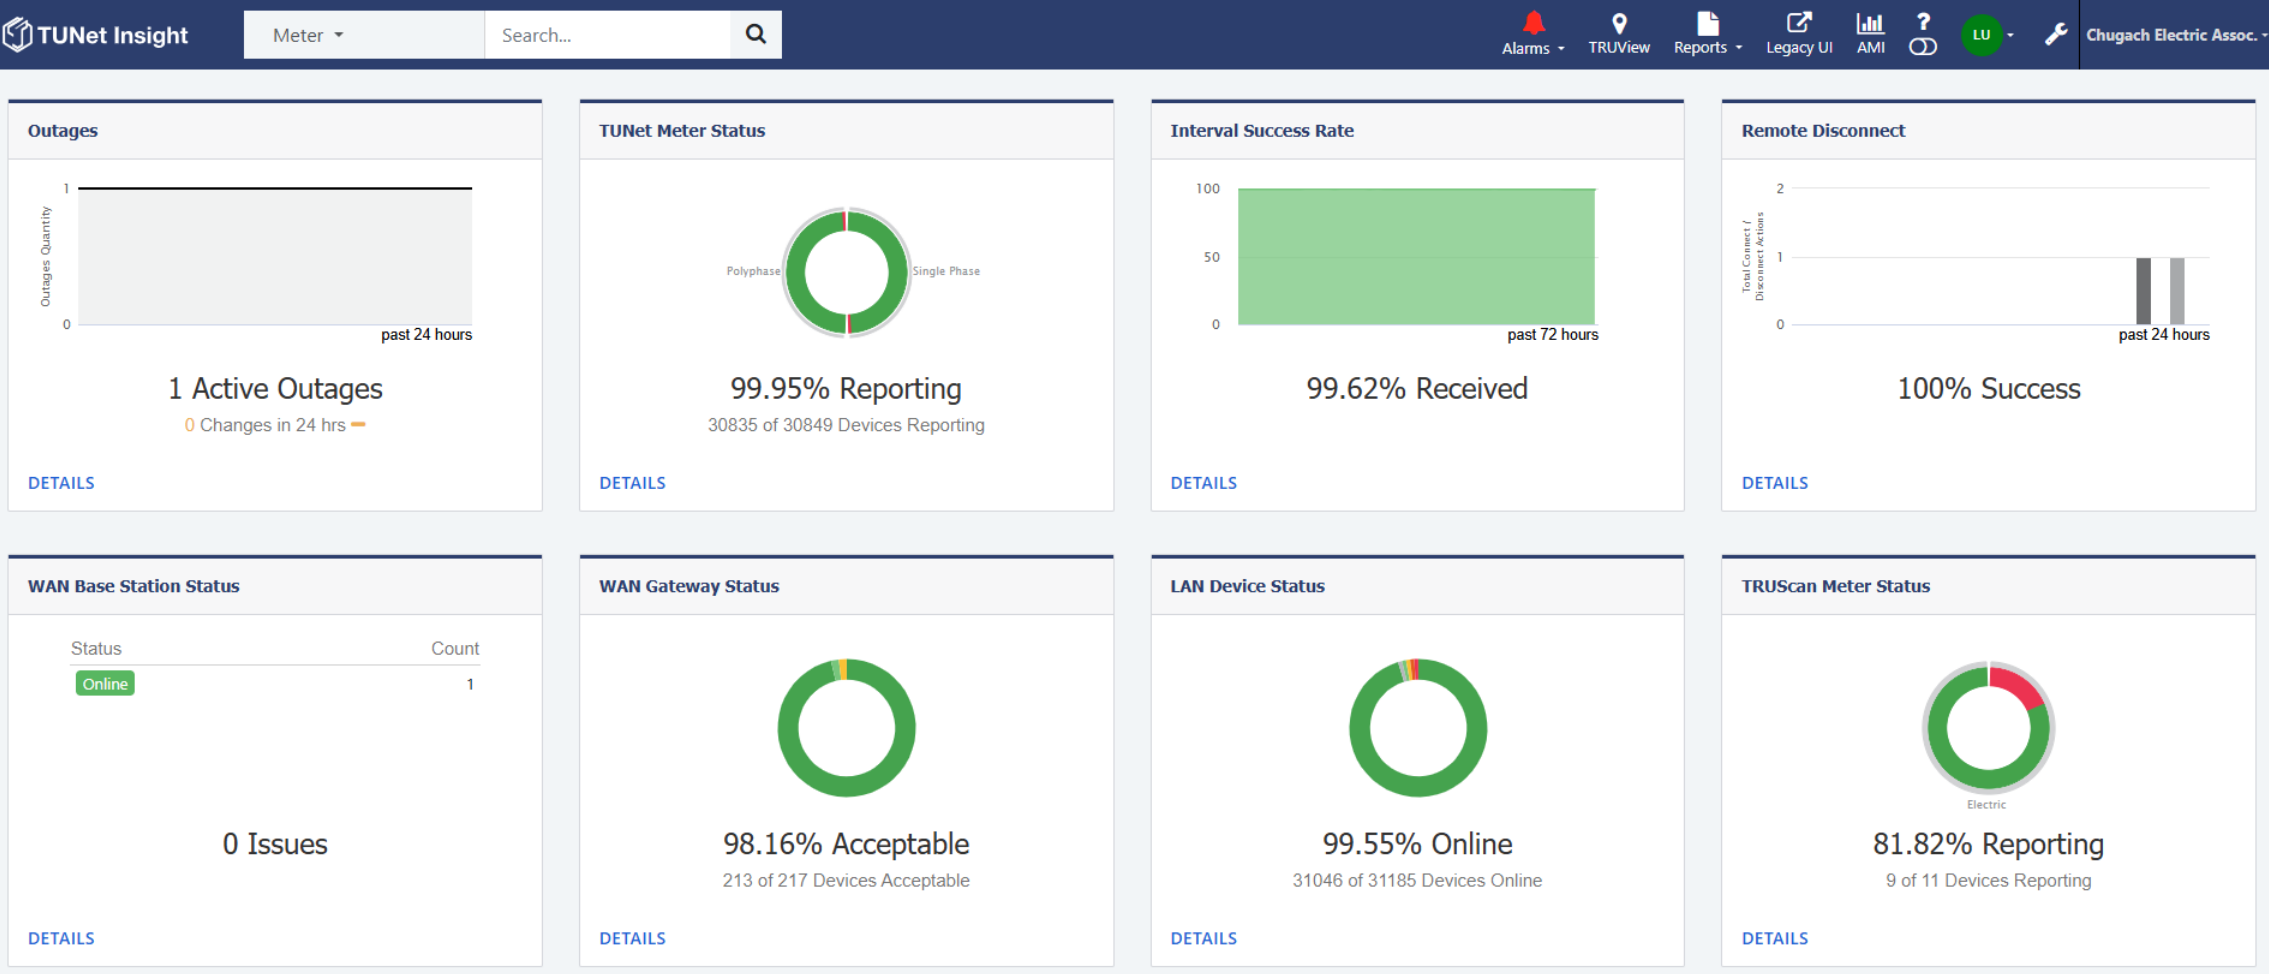 TUNet Insight
Meter
Search...
Alarms
TRUView
Reports
Legacy UI
AMI
?
LU
Chugach Electric Assoc.
Outages
1
Outages Quantity
0
past 24 hours
1 Active Outages
0 Changes in 24 hrs
DETAILS
TUNet Meter Status
Polyphase
Single Phase
99.95% Reporting
30835 of 30849 Devices Reporting
DETAILS
Interval Success Rate
100
50
0
past 72 hours
99.62% Received
DETAILS
Remote Disconnect
2
Total Connect /
Disconnect Actions
1
0
past 24 hours
100% Success
DETAILS
WAN Base Station Status
Status Count
Online 1
0 Issues
DETAILS
WAN Gateway Status
98.16% Acceptable
213 of 217 Devices Acceptable
DETAILS
LAN Device Status
99.55% Online
31046 of 31185 Devices Online
DETAILS
TRUScan Meter Status
Electric
81.82% Reporting
9 of 11 Devices Reporting
DETAILS